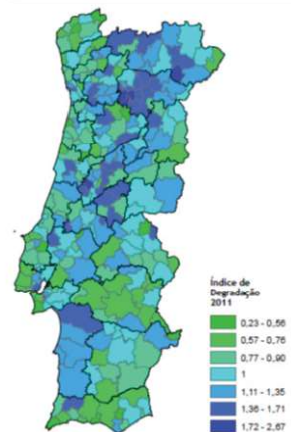 Índice de
Degradação
2011
0,23 - 0,56
0,57 - 0,76
0,77 - 0,90
1
1,11 - 1,35
1,36 - 1,71
1,72 - 2,67